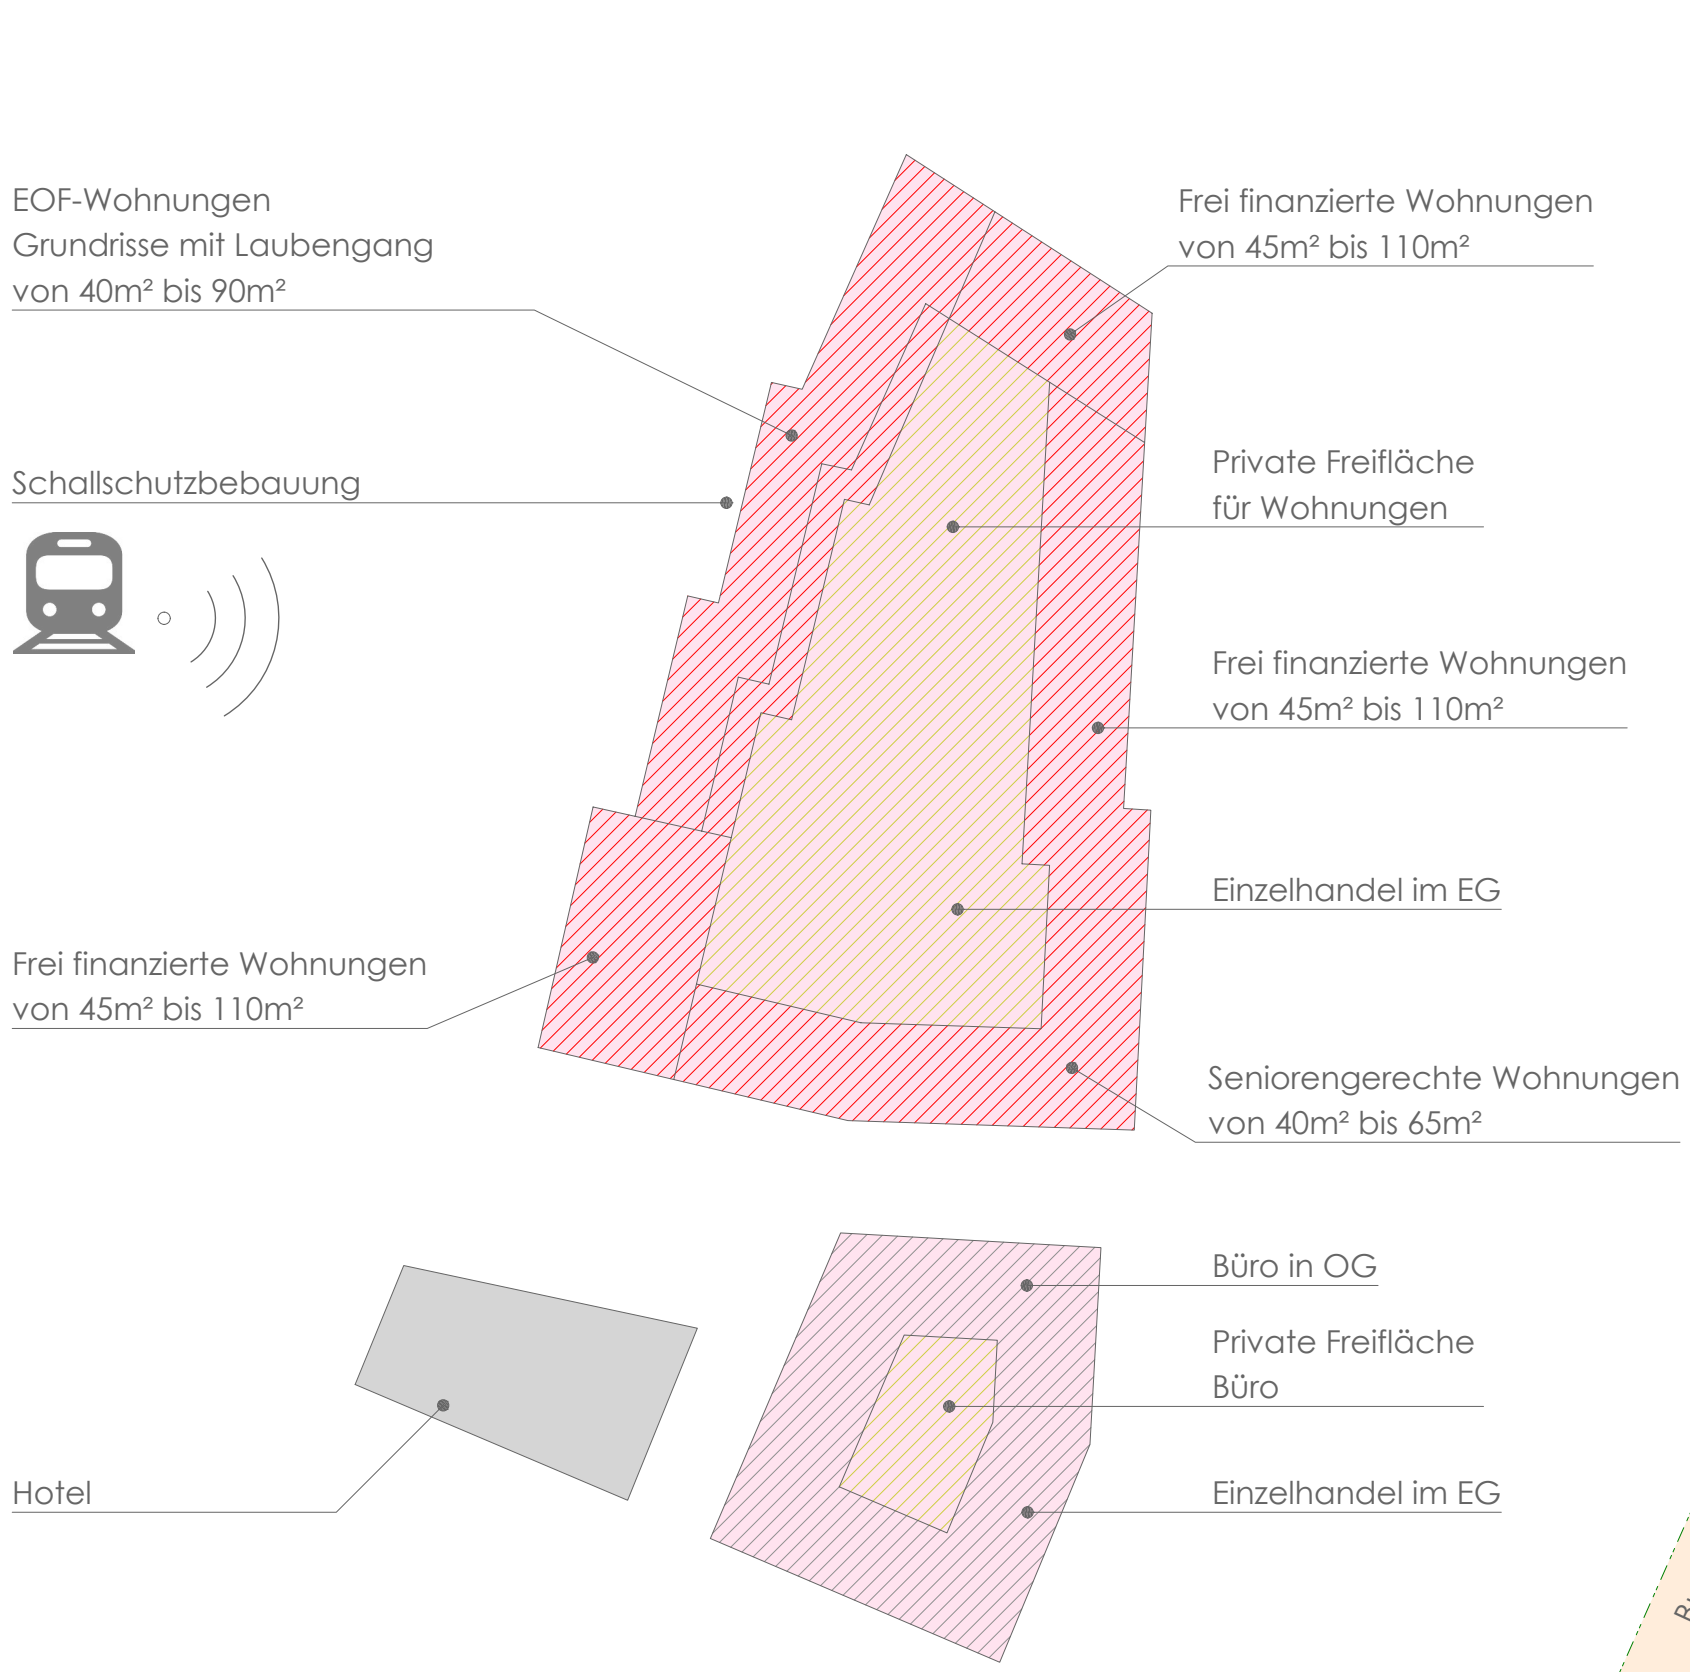 EOF-Wohnungen
Grundrisse mit Laubengang
von 40m² bis 90m²
Schallschutzbebauung
Frei finanzierte Wohnungen
von 45m² bis 110m²
Hotel
Frei finanzierte Wohnungen
von 45m² bis 110m²
Private Freifläche
für Wohnungen
Frei finanzierte Wohnungen
von 45m² bis 110m²
Einzelhandel im EG
Seniorengerechte Wohnungen
von 40m² bis 65m²
Büro in OG
Private Freifläche
Büro
Einzelhandel im EG